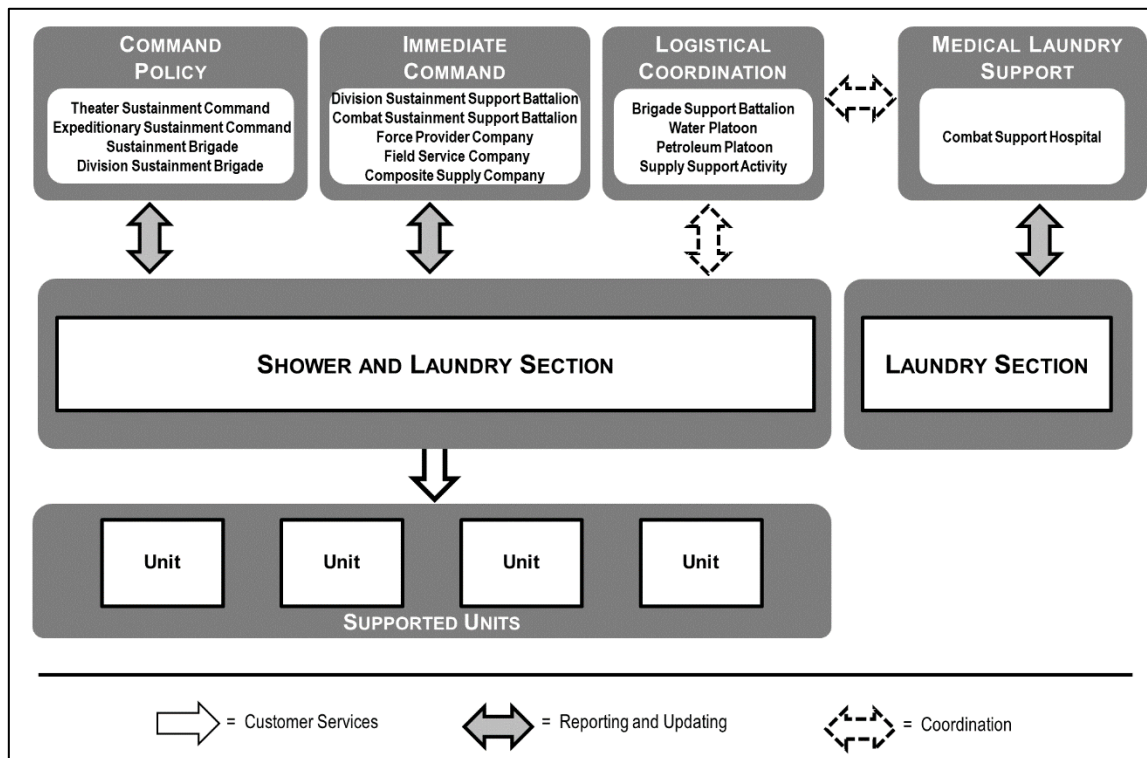 COMMAND
POLICY
Theater Sustainment Command
Expeditionary Sustainment Command
Sustainment Brigade
Division Sustainment Brigade
IMMEDIATE
COMMAND
Division Sustainment Support Battalion
Combat Sustainment Support Battalion
Force Provider Company
Field Service Company
Composite Supply Company
LOGISTICAL
COORDINATION
Brigade Support Battalion
Water Platoon
Petroleum Platoon
Supply Support Activity
MEDICAL LAUNDRY
SUPPORT
Combat Support Hospital
SHOWER AND LAUNDRY SECTION
LAUNDRY SECTION
Unit
Unit
Unit
Unit
SUPPORTED UNITS
= Customer Services
= Reporting and Updating
= Coordination